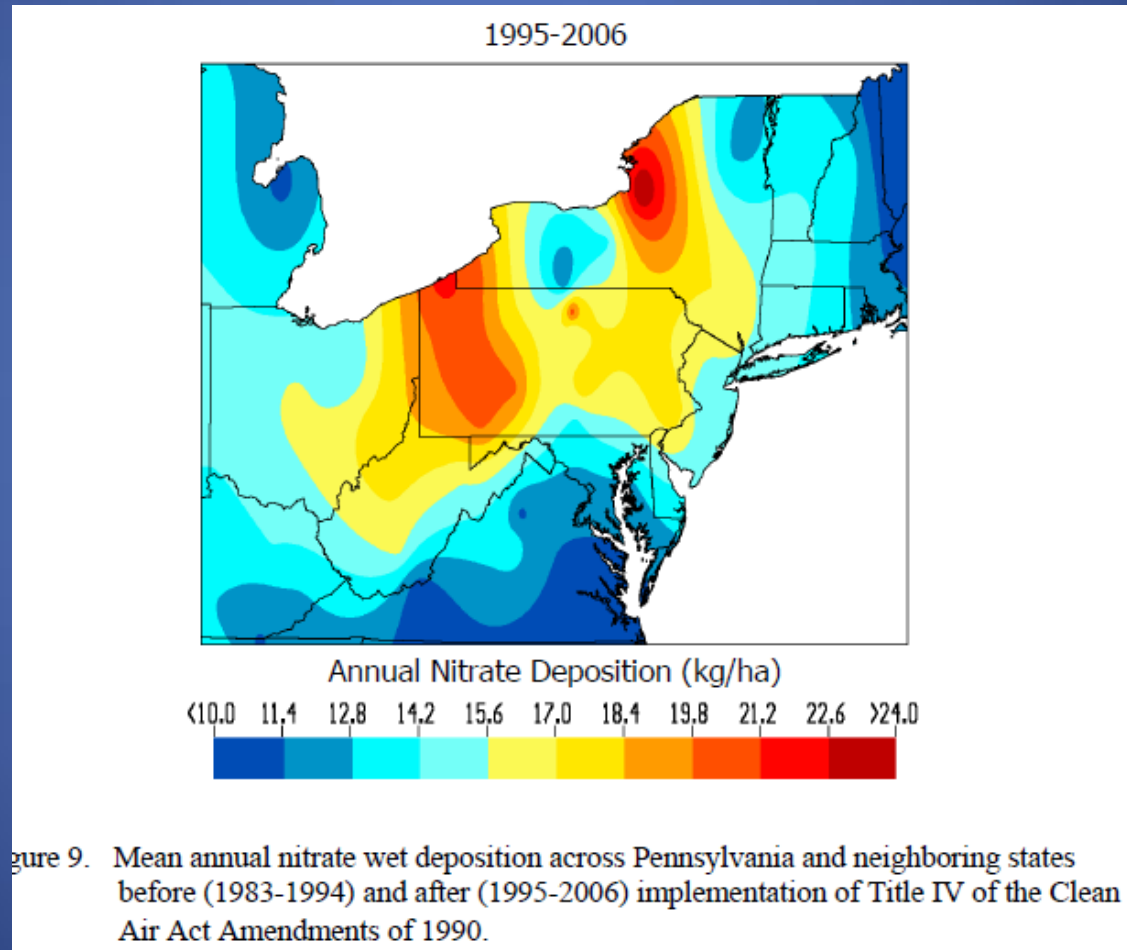 1995-2006
Annual Nitrate Deposition (kg/ha)
<10.0 11.4 12.8 14.2 15.6 17.0 18.4 19.8 21.2 22.6 >24.0
gure 9. Mean annual nitrate wet deposition across Pennsylvania and neighboring states
before (1983-1994) and after (1995-2006) implementation of Title IV of the Clean
Air Act Amendments of 1990.